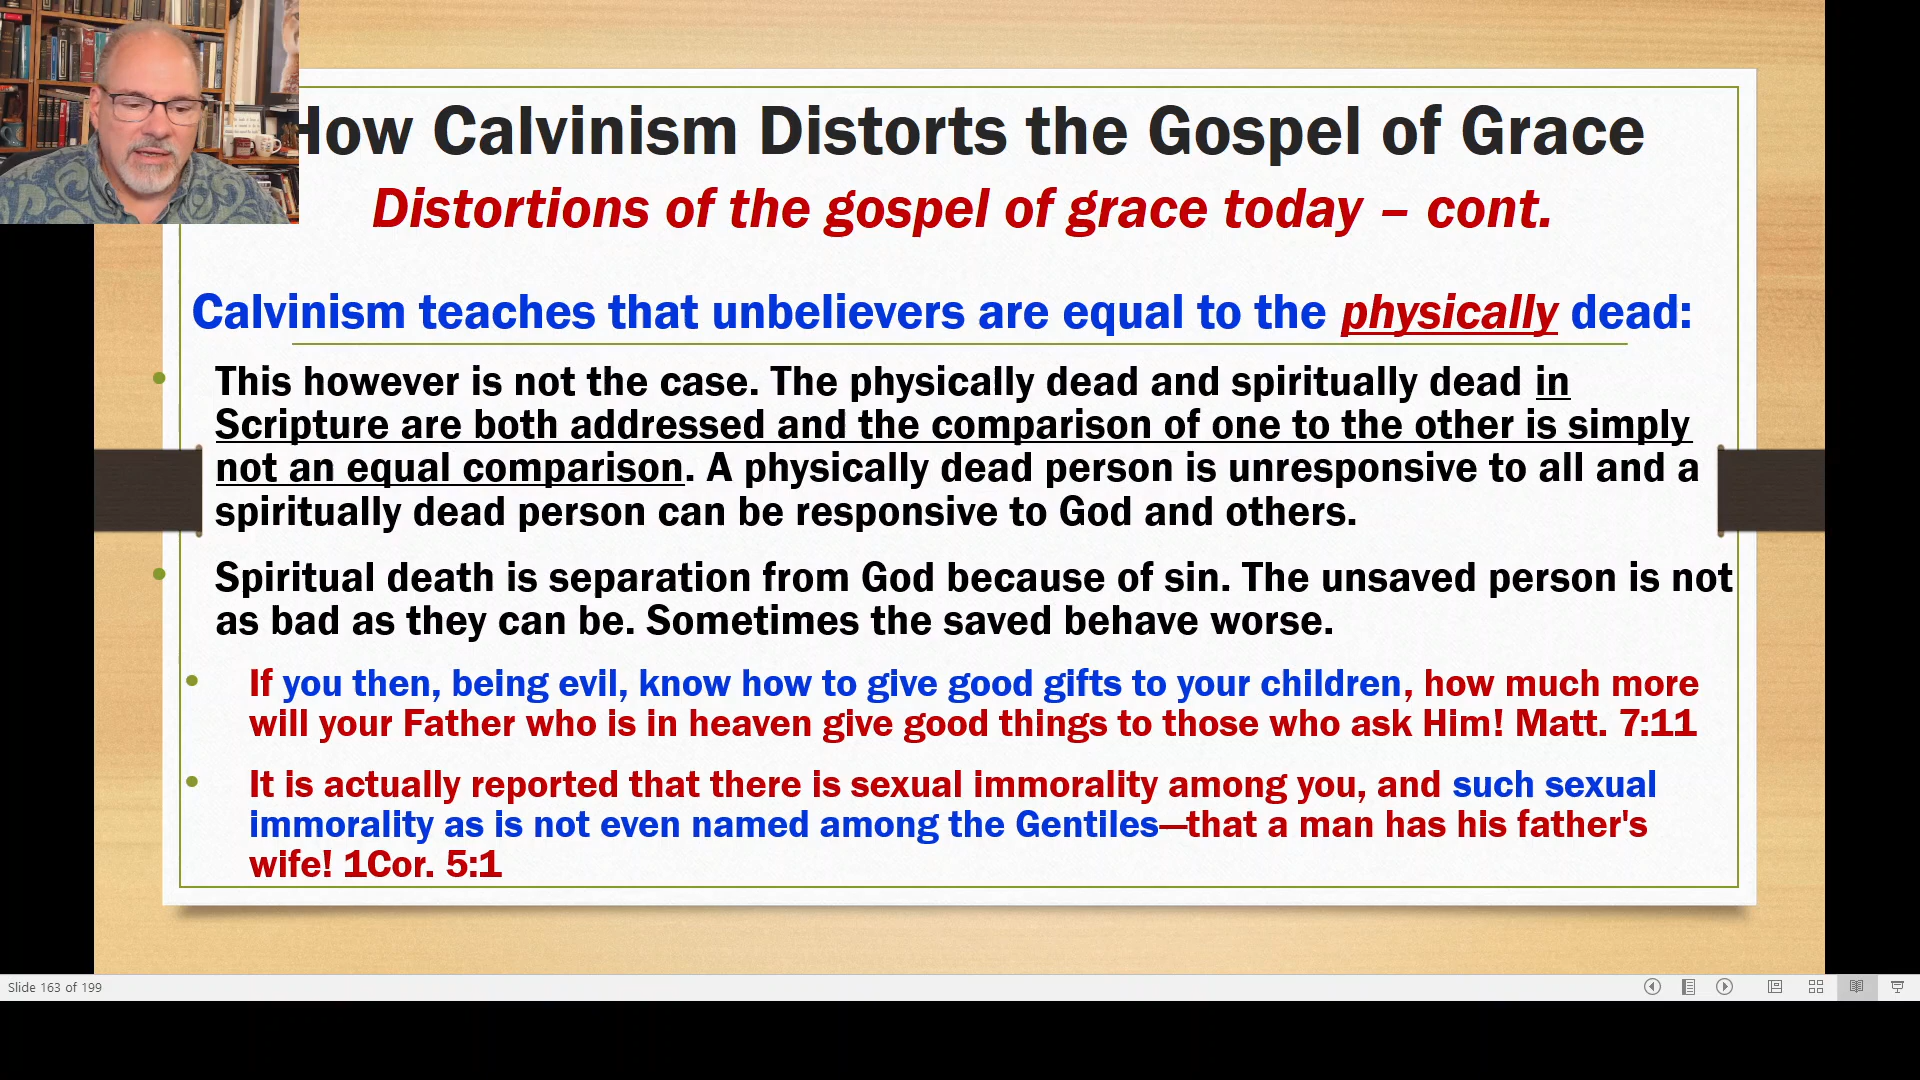 How Calvinism Distorts the Gospel of Grace
Distortions of the gospel of grace today – cont.
Calvinism teaches that unbelievers are equal to the physically dead:
This however is not the case. The physically dead and spiritually dead in
Scripture are both addressed and the comparison of one to the other is simply
not an equal comparison. A physically dead person is unresponsive to all and a
spiritually dead person can be responsive to God and others.
Spiritual death is separation from God because of sin. The unsaved person is not
as bad as they can be. Sometimes the saved behave worse.
If you then, being evil, know how to give good gifts to your children, how much more
will your Father who is in heaven give good things to those who ask Him! Matt. 7:11
It is actually reported that there is sexual immorality among you, and such sexual
immorality as is not even named among the Gentiles—that a man has his father's
wife! 1Cor. 5:1
Slide 163 of 199